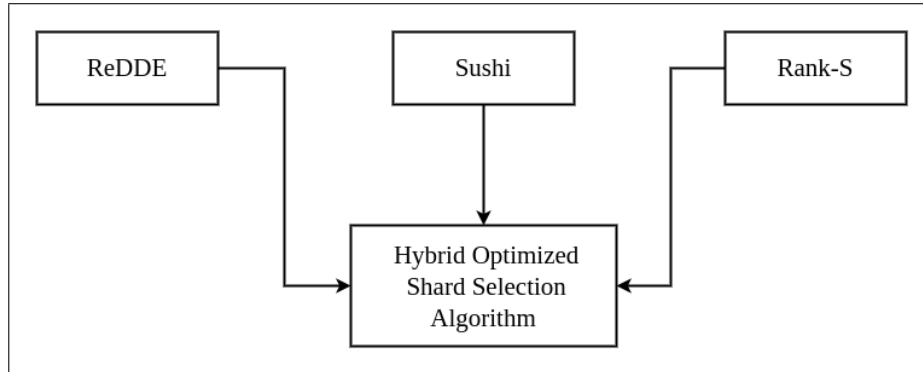 ReDDE
Sushi
Rank-S
Hybrid Optimized
Shard Selection
Algorithm